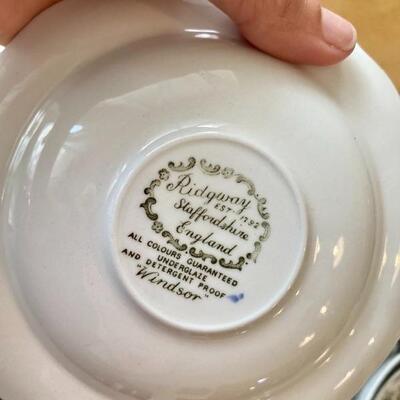 Ridgway
EST. 1792
Staffordshire
England
ALL COLOURS GUARANTEED
UNDERGLAZE
AND DETERGENT PROOF
"Windsor"